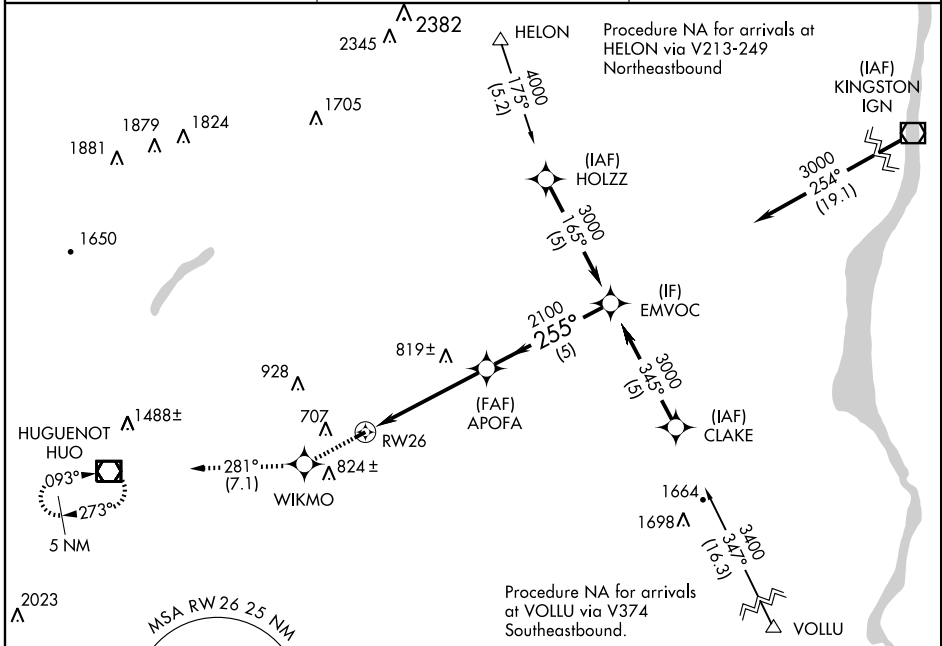 2382
2345
HELON
Procedure NA for arrivals at
HELON via V213-249
Northeastbound
4000
175°
(5.2)
(IAF)
KINGSTON
IGN
1705
1879
1824
1881
3000
254°
(19.1)
(IAF)
HOLZZ
3000
165°
(5)
1650
(IF)
EMVOC
2100
255°
(5)
819±
928
3000
345°
(5)
(FAF)
APOFA
(IAF)
CLAKE
1488±
707
HUGUENOT
HUO
RW26
093°
281°
(7.1)
824±
WIKMO
273°
5 NM
1664
1698
3400
347°
(16.3)
Procedure NA for arrivals
at VOLLU via V374
Southeastbound.
VOLLU
2023
MSA RW 26 25 NM